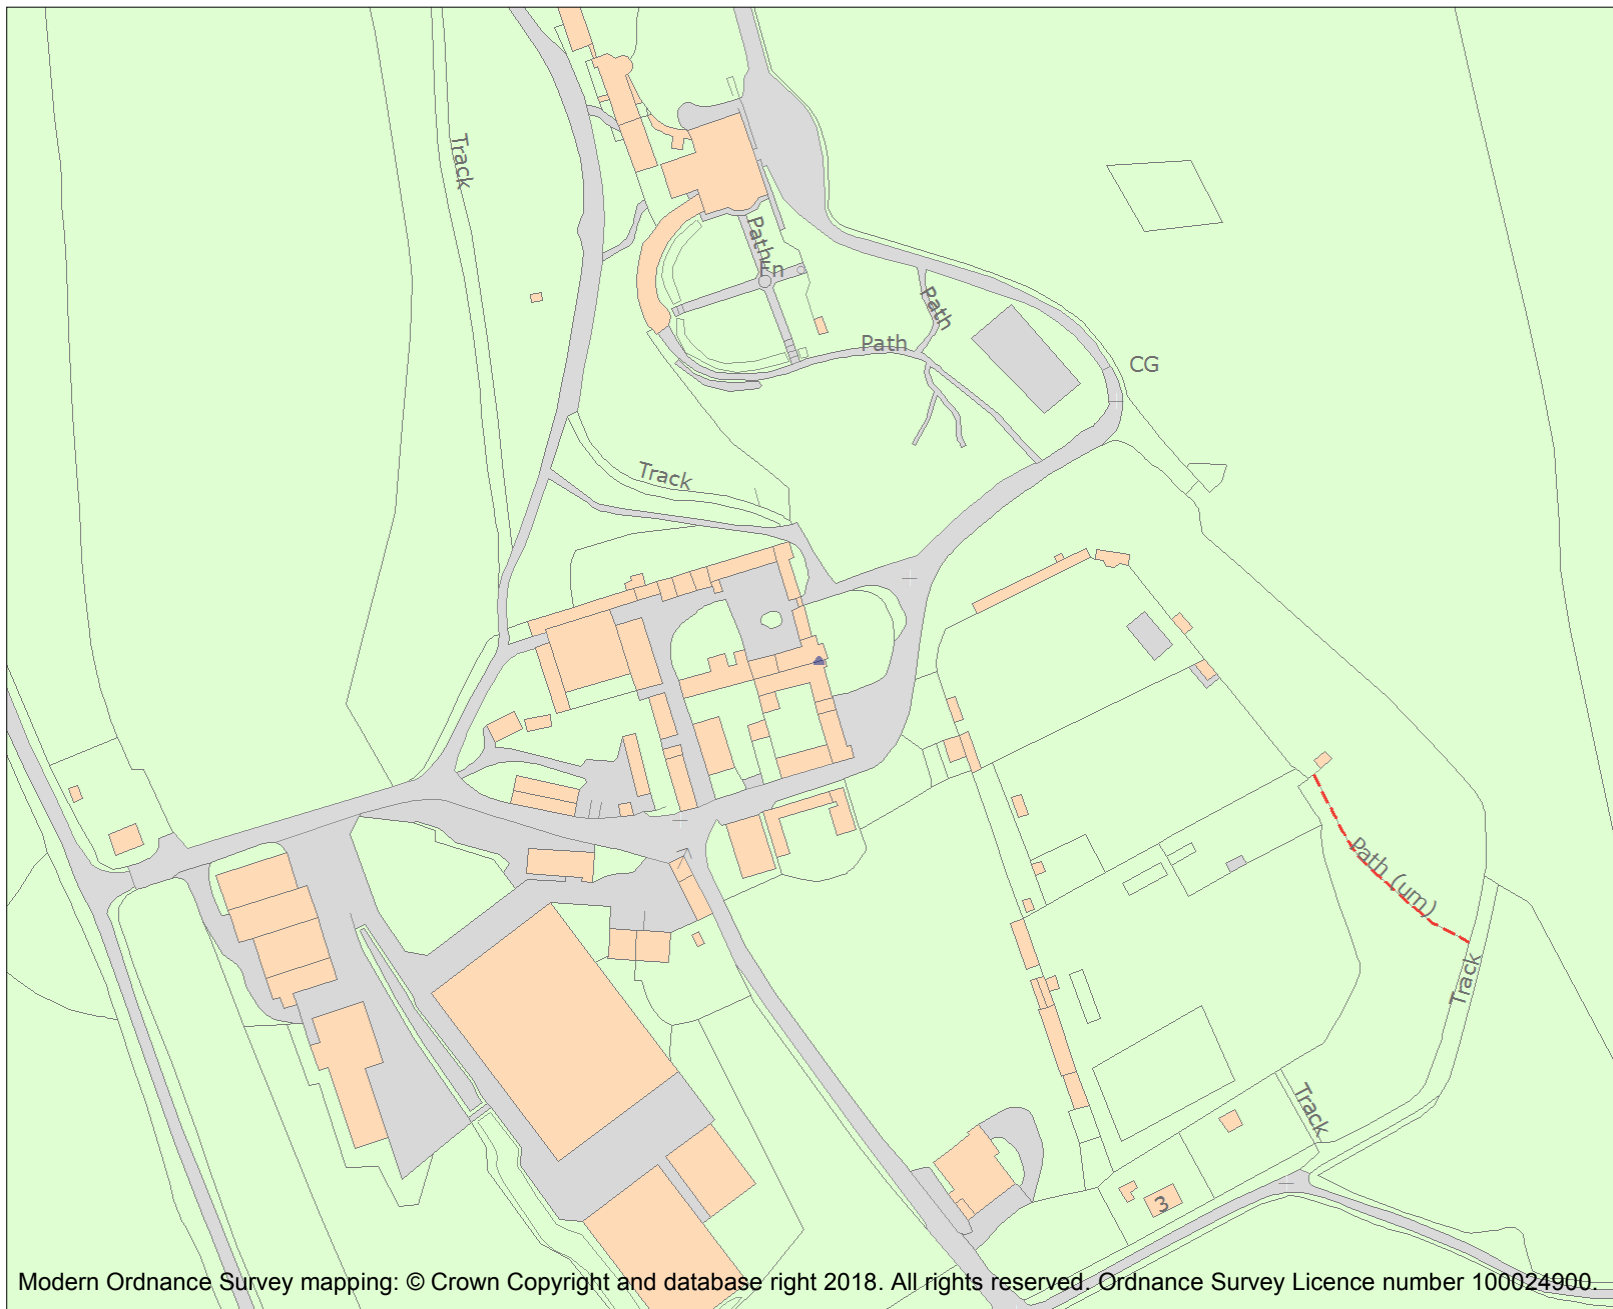 Track
Path
Fn
Path
Path
CG
Track
Path (um)
Track
Track
3
Modern Ordnance Survey mapping: © Crown Copyright and database right 2018. All rights reserved. Ordnance Survey Licence number 100024900.